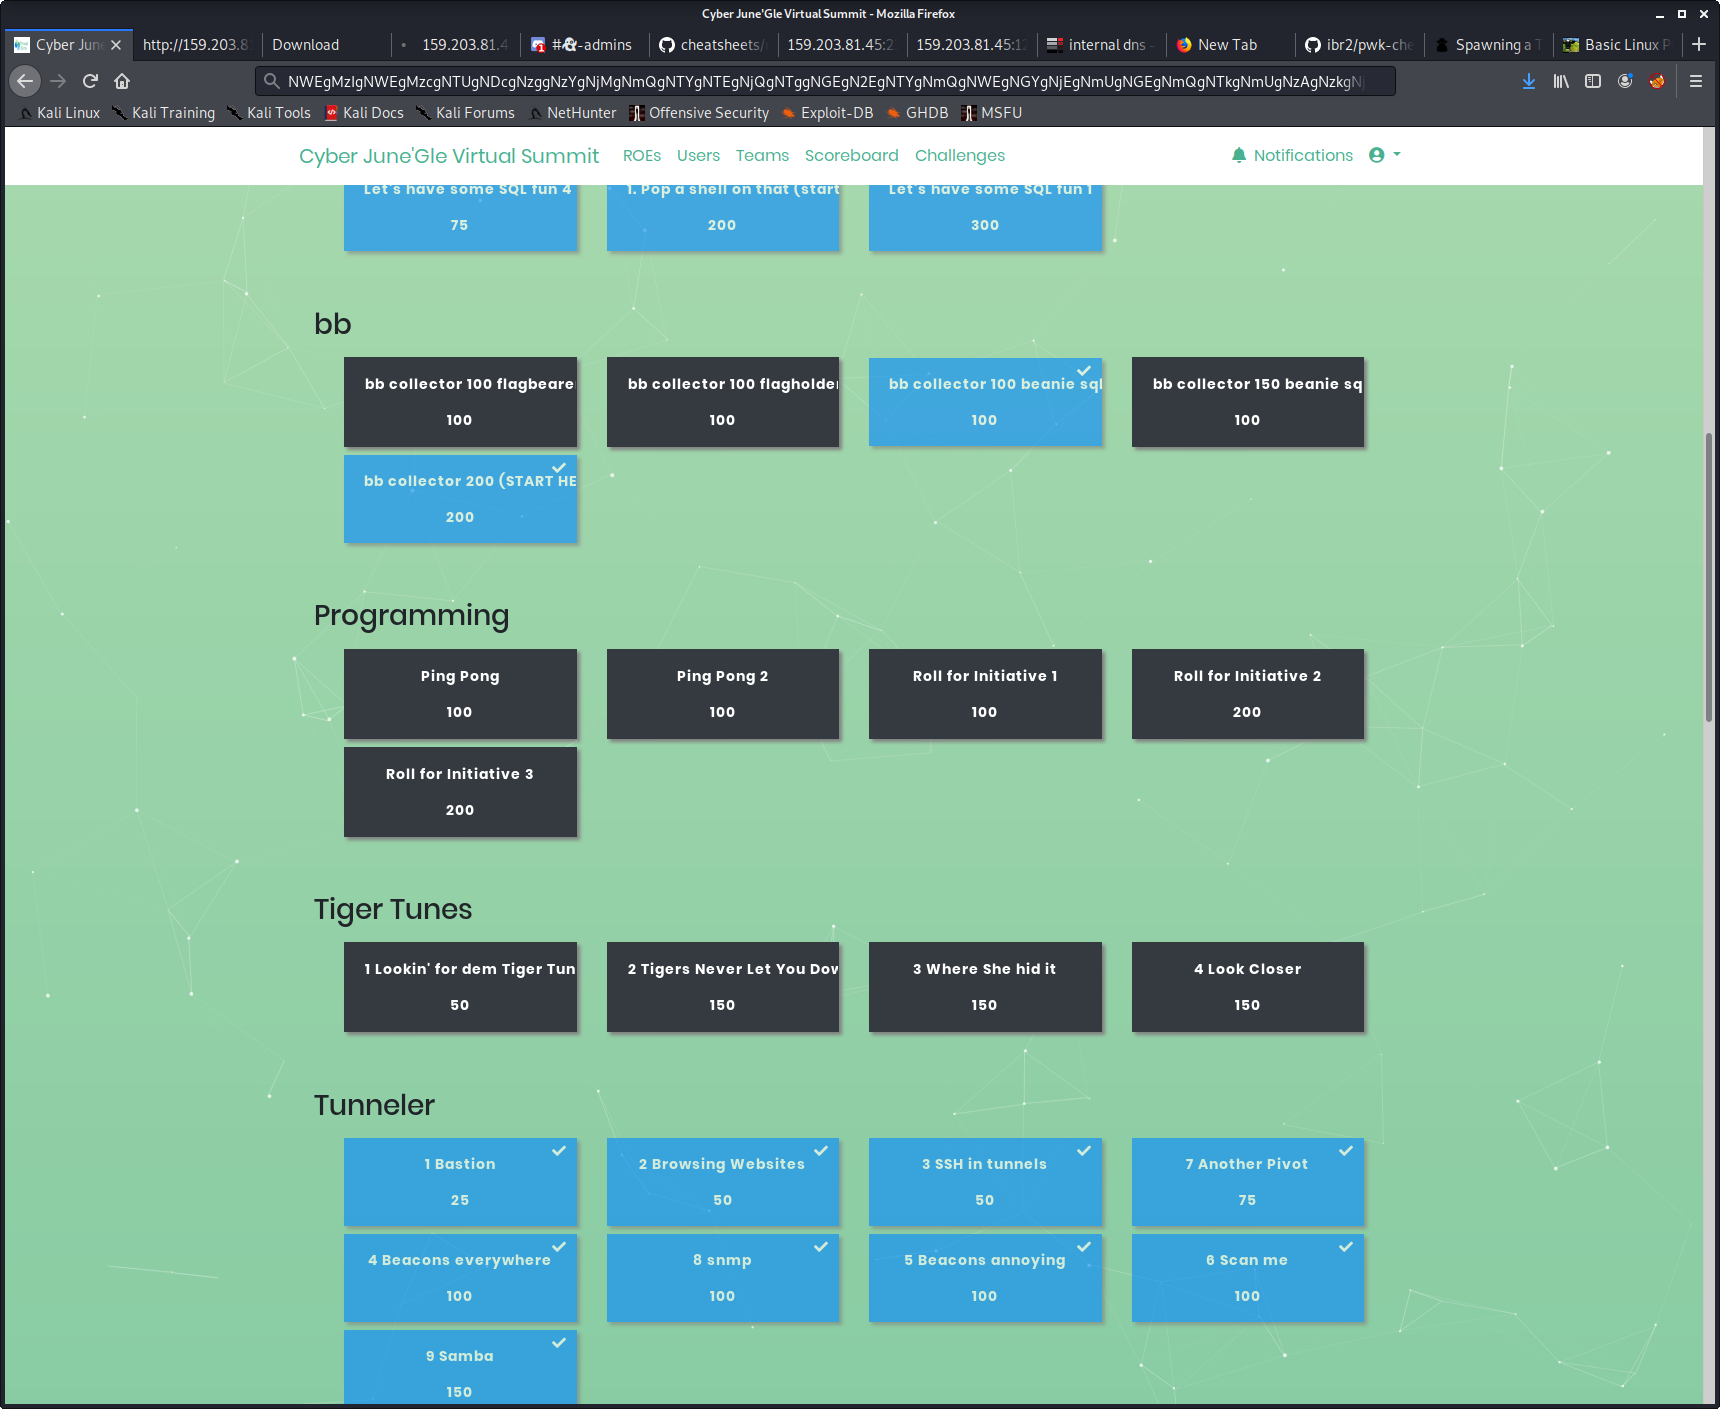 Cyber June'Gle Virtual Summit - Mozilla Firefox
Cyber June http://159.203.8 Download 159.203.81.4 #👻-admins cheatsheets/ 159.203.81.45:2 159.203.81.45:12 internal dns - New Tab ibr2/pwk-che Spawning a T Basic Linux P
NWEgMzIgNWEgMzcgNTUgNDcgNzggNzYgNjMgNmQgNTYgNTEgNjQgNTggNGEgN2EgNTYgNmQgNWEgNGYgNjEgNmUgNGEgNmQgNTkgNmUgNzAgNzkgNj
Kali Linux Kali Training Kali Tools Kali Docs Kali Forums NetHunter Offensive Security Exploit-DB GHDB MSFU
Cyber June'Gle Virtual Summit ROEs Users Teams Scoreboard Challenges Notifications
Let's have some SQL fun 4 1. Pop a shell on that (start Let's have some SQL fun 1
75 200 300
bb
bb collector 100 flagbeare bb collector 100 flagholde bb collector 100 beanie sql bb collector 150 beanie sq
100 100 100 100
bb collector 200 (START HE
200
Programming
Ping Pong Ping Pong 2 Roll for Initiative 1 Roll for Initiative 2
100 100 100 200
Roll for Initiative 3
200
Tiger Tunes
1 Lookin' for dem Tiger Tun 2 Tigers Never Let You Dow 3 Where She hid it 4 Look Closer
50 150 150 150
Tunneler
1 Bastion 2 Browsing Websites 3 SSH in tunnels 7 Another Pivot
25 50 50 75
4 Beacons everywhere 8 snmp 5 Beacons annoying 6 Scan me
100 100 100 100
9 Samba
150